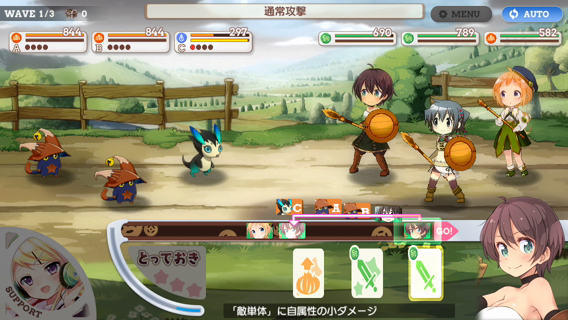 WAVE 1/3
0
通常攻撃
MENU
AUTO
844
844
297
690
789
582
A
B
C
C
A
B
GO!
SUPPORT
とっておき
「敵単体」に自属性の小ダメージ